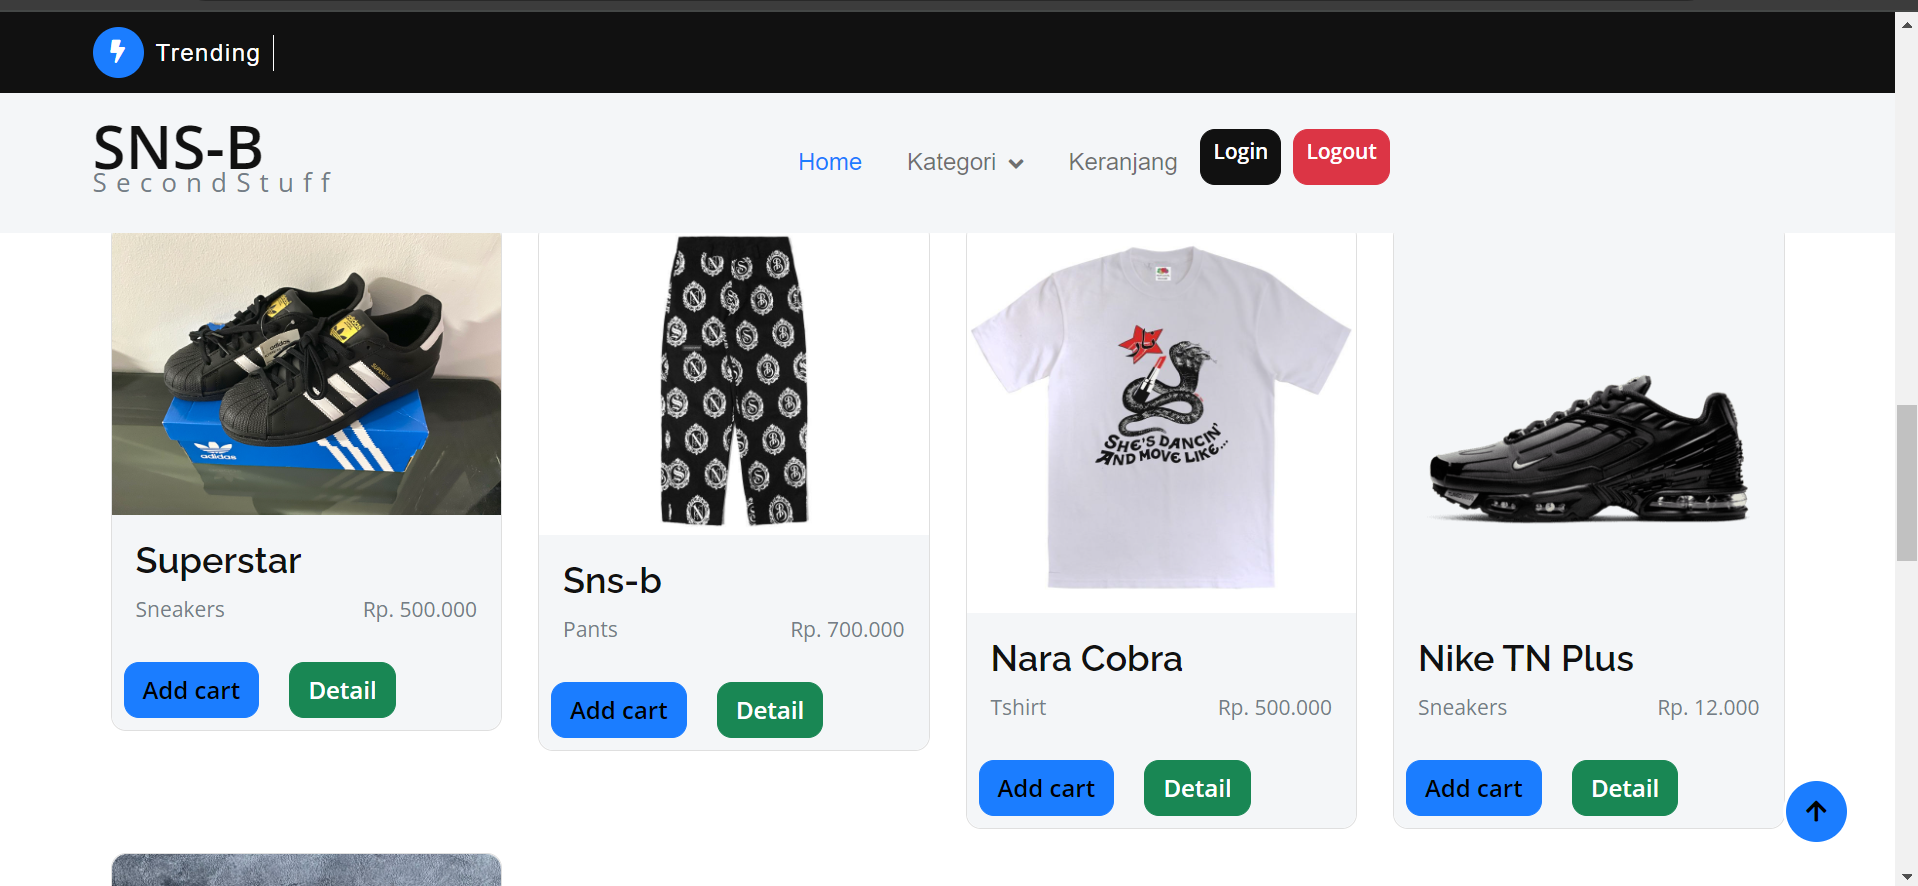 Trending
SNS-B
SecondStuff
Home
Kategori
Keranjang
Login
Logout
adidas
SHE'S DANCIN'
AND MOVE LIKE...
Superstar
Sneakers
Rp. 500.000
Add cart
Detail
Sns-b
Pants
Rp. 700.000
Add cart
Detail
Nara Cobra
Tshirt
Rp. 500.000
Add cart
Detail
Nike TN Plus
Sneakers
Rp. 12.000
Add cart
Detail